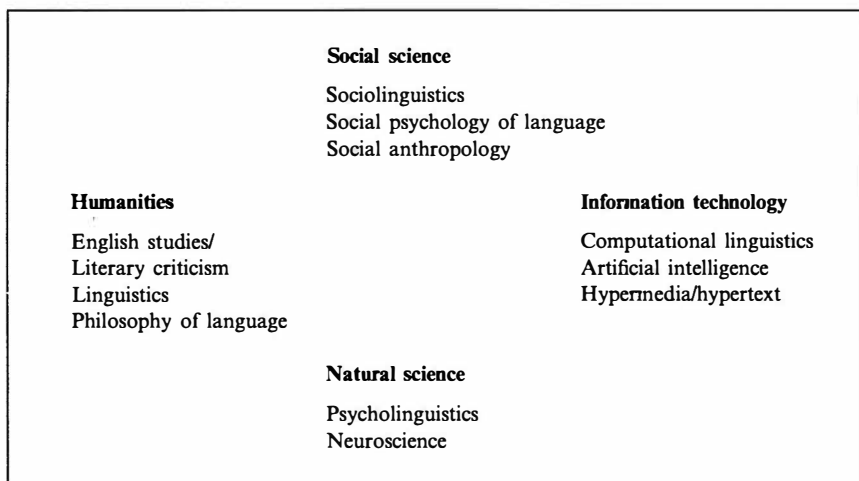 Social science
Sociolinguistics
Social psychology of language
Social anthropology
Humanities
English studies/
Literary criticism
Linguistics
Philosophy of language
Information technology
Computational linguistics
Artificial intelligence
Hypermedia/hypertext
Natural science
Psycholinguistics
Neuroscience